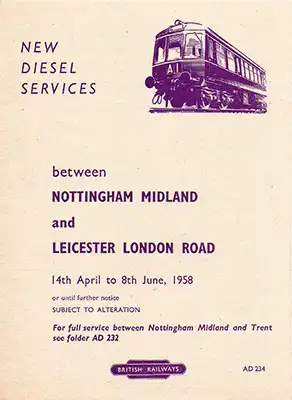 NEW
DIESEL
SERVICES
A
between
NOTTINGHAM MIDLAND
and
LEICESTER LONDON ROAD
14th April to 8th June, 1958
or until further notice
SUBJECT TO ALTERATION
For full service between Nottingham Midland and Trent
see folder AD 232
BRITISH RAILWAYS
AD 234